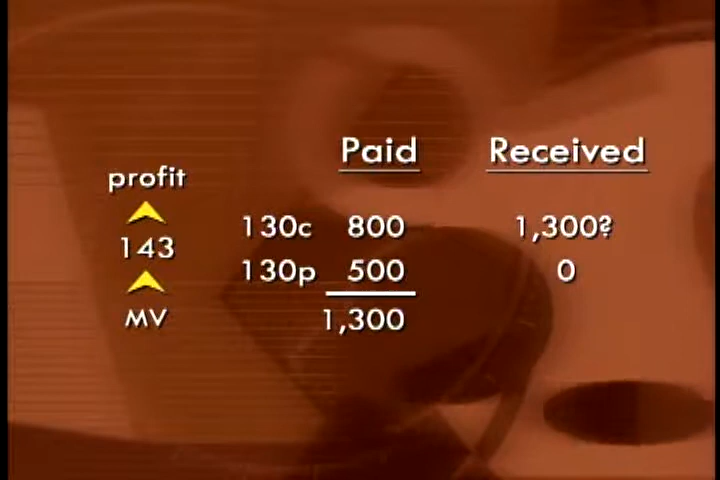 Paid Received
profit
130c 800 1,300?
143
130p 500 0
MV 1,300